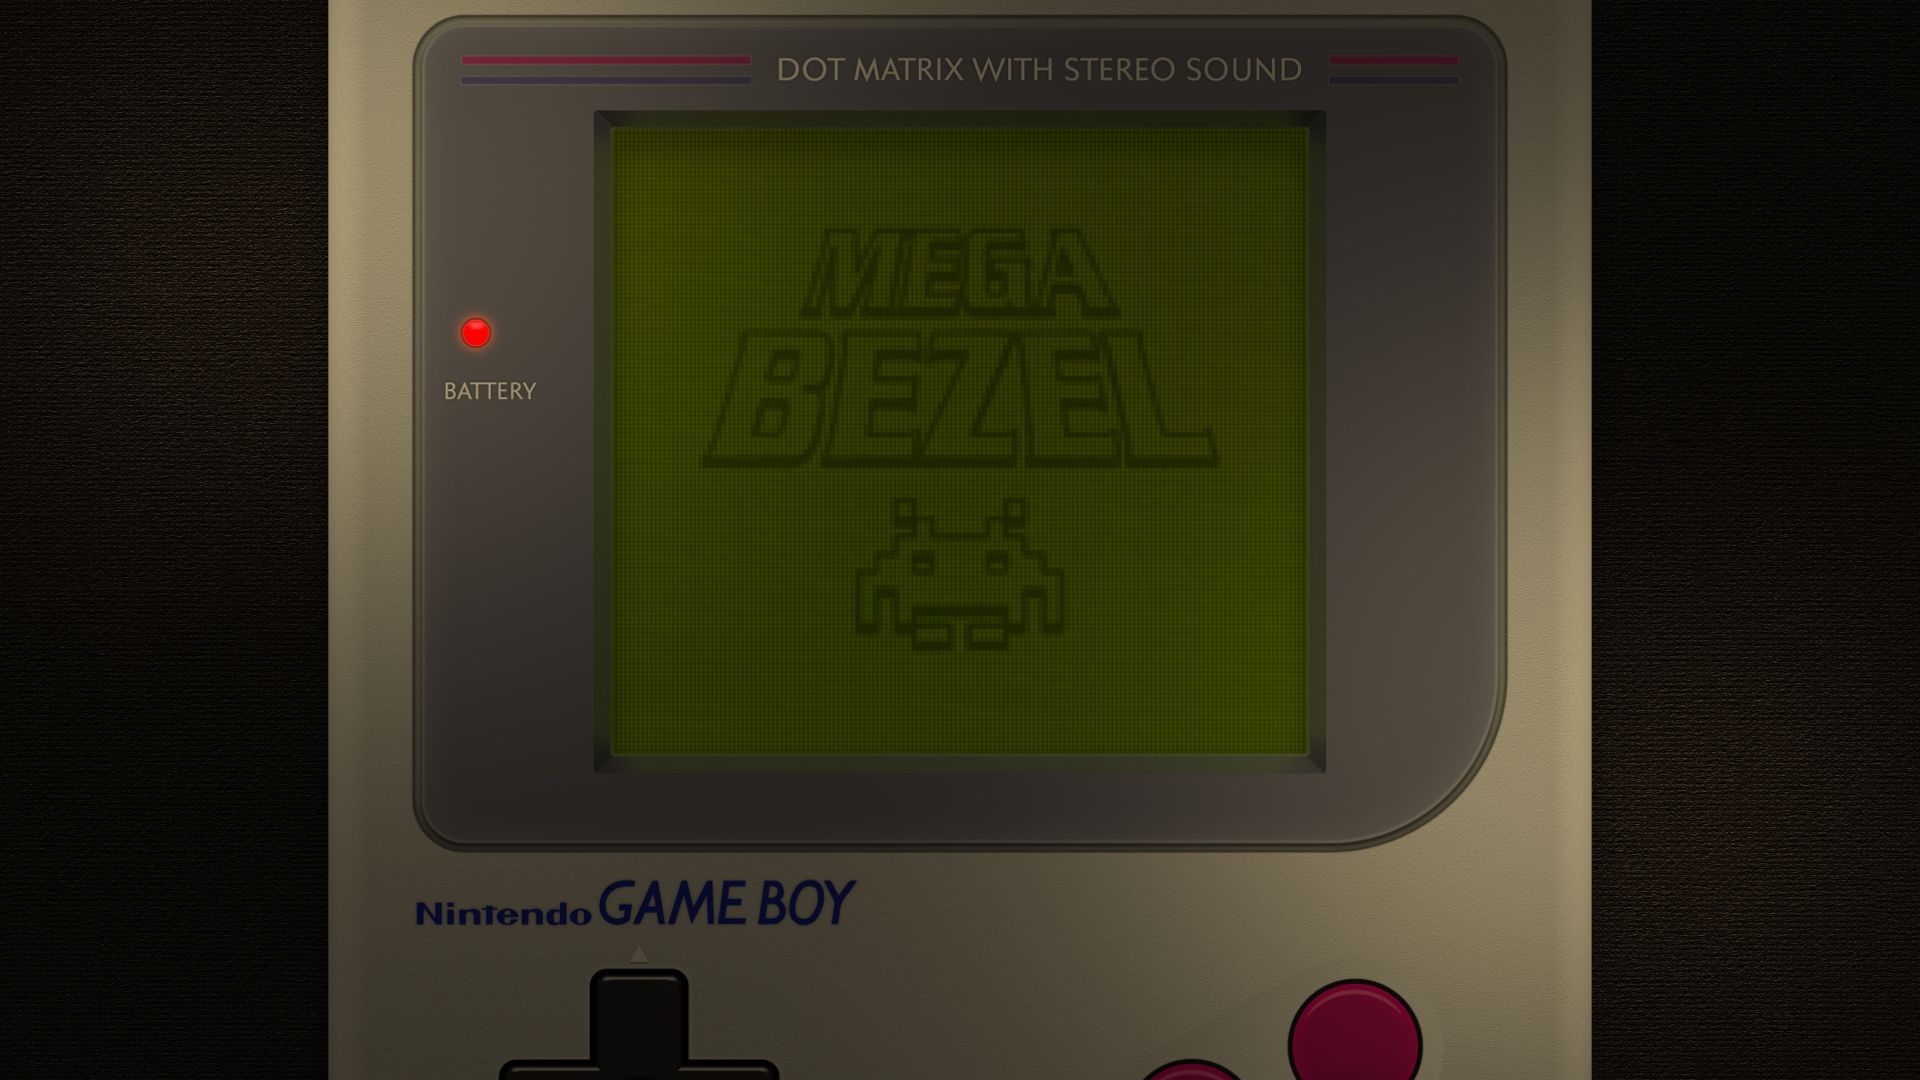 DOT MATRIX WITH STEREO SOUND
MEGA
BEZEL
BATTERY
Nintendo GAME BOY